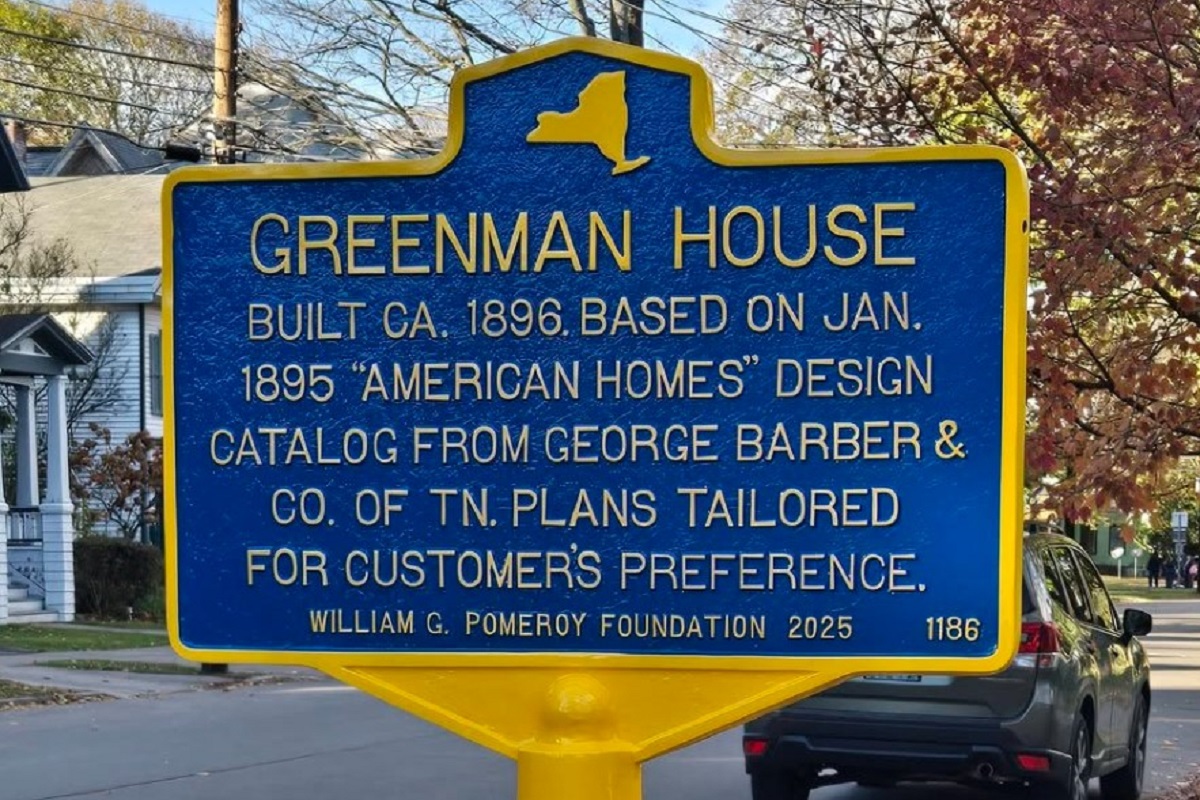 GREENMAN HOUSE
BUILT CA. 1896. BASED ON JAN.
1895 "AMERICAN HOMES" DESIGN
CATALOG FROM GEORGE BARBER &
CO. OF TN. PLANS TAILORED
FOR CUSTOMER'S PREFERENCE.
WILLIAM G. POMEROY FOUNDATION 2025 1186